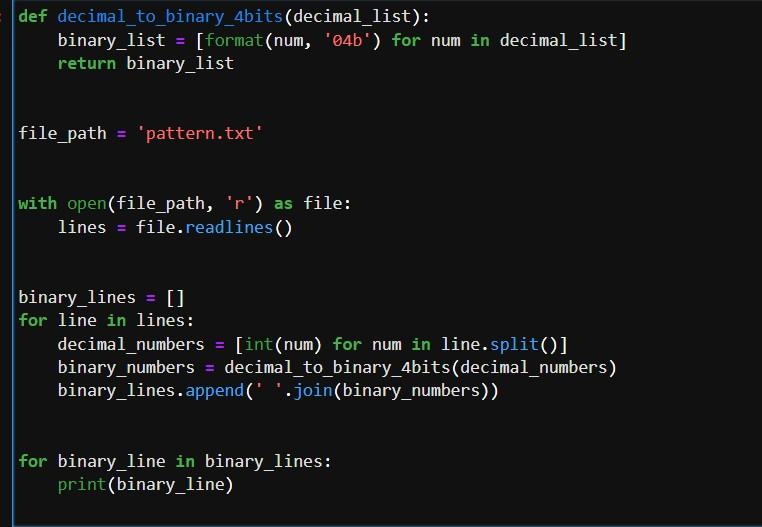 def decimal_to_binary_4bits(decimal_list):
    binary_list = [format(num, '04b') for num in decimal_list]
    return binary_list
file_path = 'pattern.txt'
with open(file_path, 'r') as file:
    lines = file.readlines()
binary_lines = []
for line in lines:
    decimal_numbers = [int(num) for num in line.split()]
    binary_numbers = decimal_to_binary_4bits(decimal_numbers)
    binary_lines.append(' '.join(binary_numbers))
for binary_line in binary_lines:
    print(binary_line)